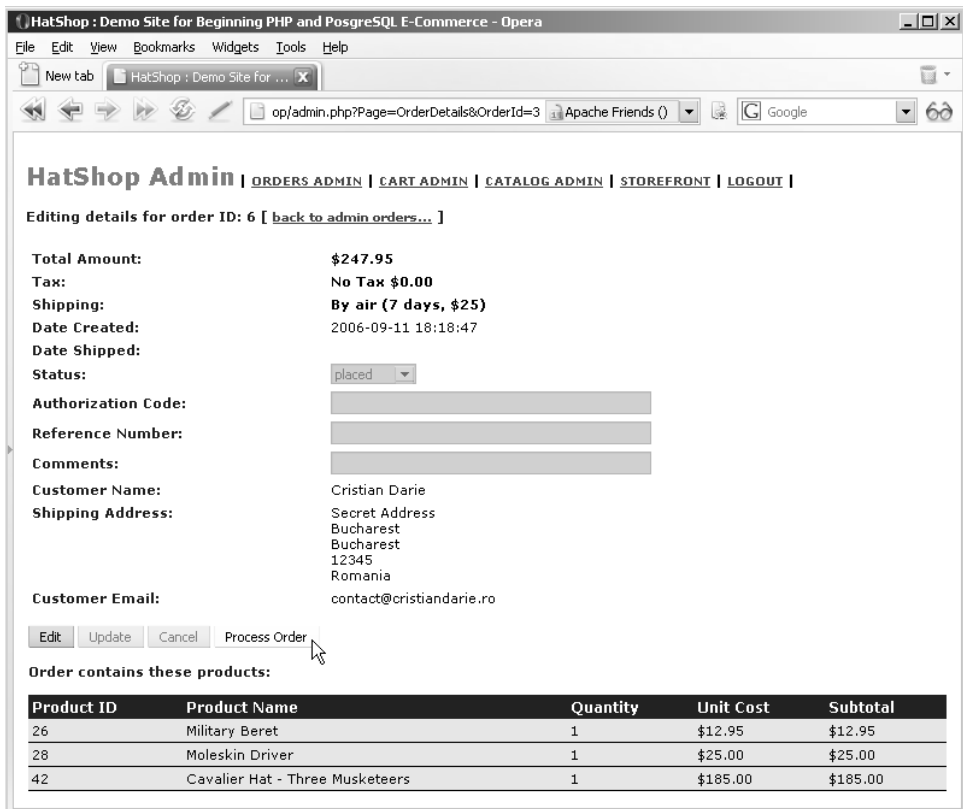 HatShop : Demo Site for Beginning PHP and PosgreSQL E-Commerce - Opera
File Edit View Bookmarks Widgets Tools Help
New tab HatShop : Demo Site for ... X
op/admin.php?Page=OrderDetails&OrderId=3 Apache Friends () G Google
HatShop Admin | ORDERS ADMIN | CART ADMIN | CATALOG ADMIN | STOREFRONT | LOGOUT |
Editing details for order ID: 6 [ back to admin orders... ]
Total Amount: $247.95
Tax: No Tax $0.00
Shipping: By air (7 days, $25)
Date Created: 2006-09-11 18:18:47
Date Shipped:
Status: placed
Authorization Code:
Reference Number:
Comments:
Customer Name: Cristian Darie
Shipping Address: Secret Address
Bucharest
Bucharest
12345
Romania
Customer Email: contact@cristiandarie.ro
Edit Update Cancel Process Order
Order contains these products:
Product ID Product Name Quantity Unit Cost Subtotal
26 Military Beret 1 $12.95 $12.95
28 Moleskin Driver 1 $25.00 $25.00
42 Cavalier Hat - Three Musketeers 1 $185.00 $185.00